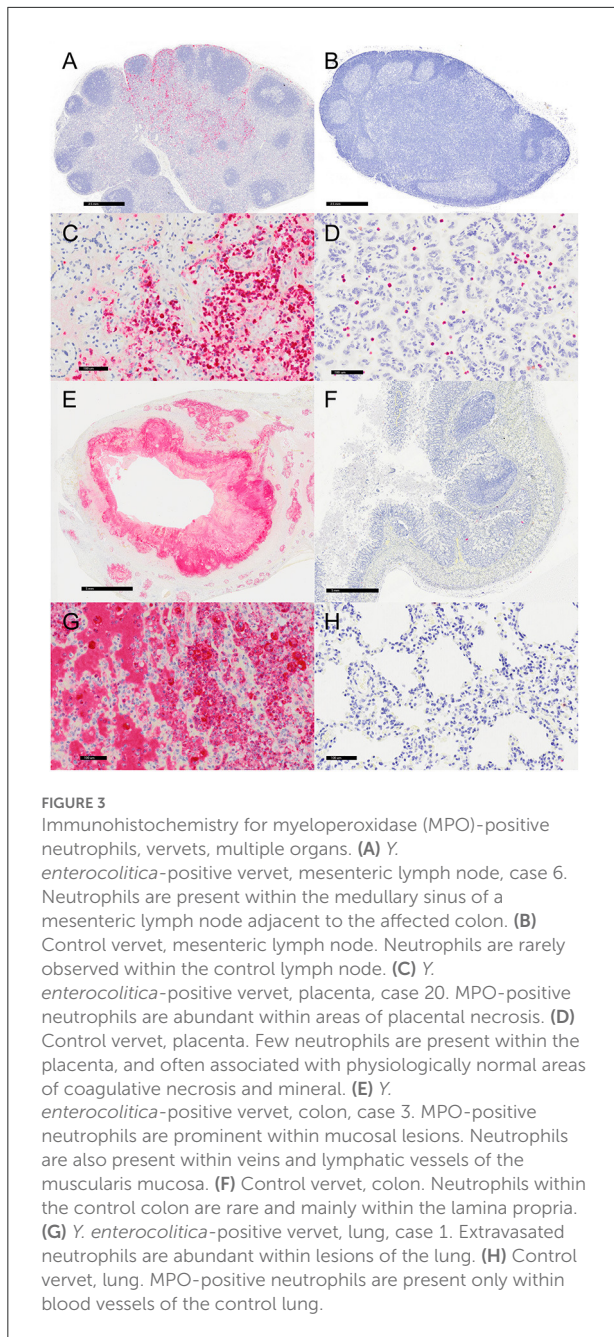 A
B
C
D
E
F
G
H
FIGURE 3
Immunohistochemistry for myeloperoxidase (MPO)-positive
neutrophils, vervets, multiple organs. (A) Y.
enterocolitica-positive vervet, mesenteric lymph node, case 6.
Neutrophils are present within the medullary sinus of a
mesenteric lymph node adjacent to the affected colon. (B)
Control vervet, mesenteric lymph node. Neutrophils are rarely
observed within the control lymph node. (C) Y.
enterocolitica-positive vervet, placenta, case 20. MPO-positive
neutrophils are abundant within areas of placental necrosis. (D)
Control vervet, placenta. Few neutrophils are present within the
placenta, and often associated with physiologically normal areas
of coagulative necrosis and mineral. (E) Y.
enterocolitica-positive vervet, colon, case 3. MPO-positive
neutrophils are prominent within mucosal lesions. Neutrophils
are also present within veins and lymphatic vessels of the
muscularis mucosa. (F) Control vervet, colon. Neutrophils within
the control colon are rare and mainly within the lamina propria.
(G) Y. enterocolitica-positive vervet, lung, case 1. Extravasated
neutrophils are abundant within lesions of the lung. (H) Control
vervet, lung. MPO-positive neutrophils are present only within
blood vessels of the control lung.